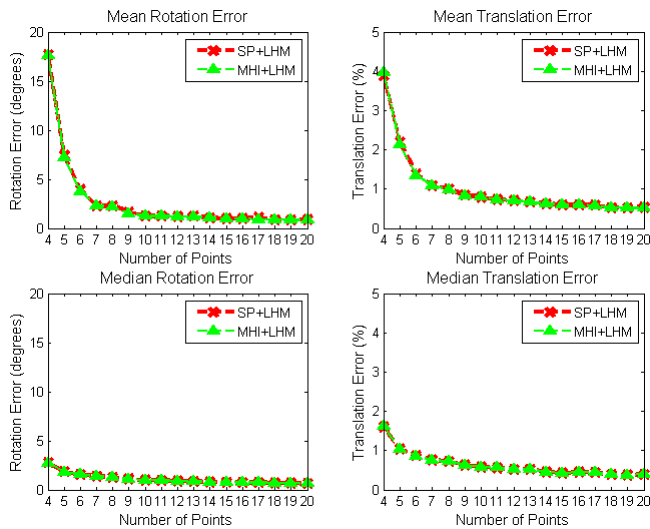 Mean Rotation Error
20
15
10
5
0
Rotation Error (degrees)
SP+LHM
MHI+LHM
4 5 6 7 8 9 10 11 12 13 14 15 16 17 18 19 20
Number of Points
Mean Translation Error
5
4
3
2
1
0
Translation Error (%)
SP+LHM
MHI+LHM
4 5 6 7 8 9 10 11 12 13 14 15 16 17 18 19 20
Number of Points
Median Rotation Error
20
15
10
5
0
Rotation Error (degrees)
SP+LHM
MHI+LHM
4 5 6 7 8 9 10 11 12 13 14 15 16 17 18 19 20
Number of Points
Median Translation Error
5
4
3
2
1
0
Translation Error (%)
SP+LHM
MHI+LHM
4 5 6 7 8 9 10 11 12 13 14 15 16 17 18 19 20
Number of Points